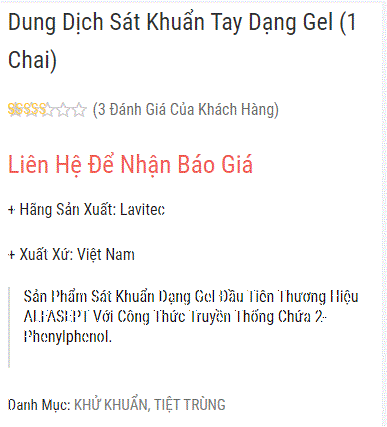 Dung Dịch Sát Khuẩn Tay Dạng Gel (1
Chai)
(3 Đánh Giá Của Khách Hàng)
Liên Hệ Để Nhận Báo Giá
+ Hãng Sản Xuất: Lavitec
+ Xuất Xứ: Việt Nam
Sản Phẩm Sát Khuẩn Dạng Gel Đầu Tiên Thương Hiệu
ALFASEPT Với Công Thức Truyền Thống Chứa 2-
Phenylphenol.
Danh Mục: KHỬ KHUẨN, TIỆT TRÙNG